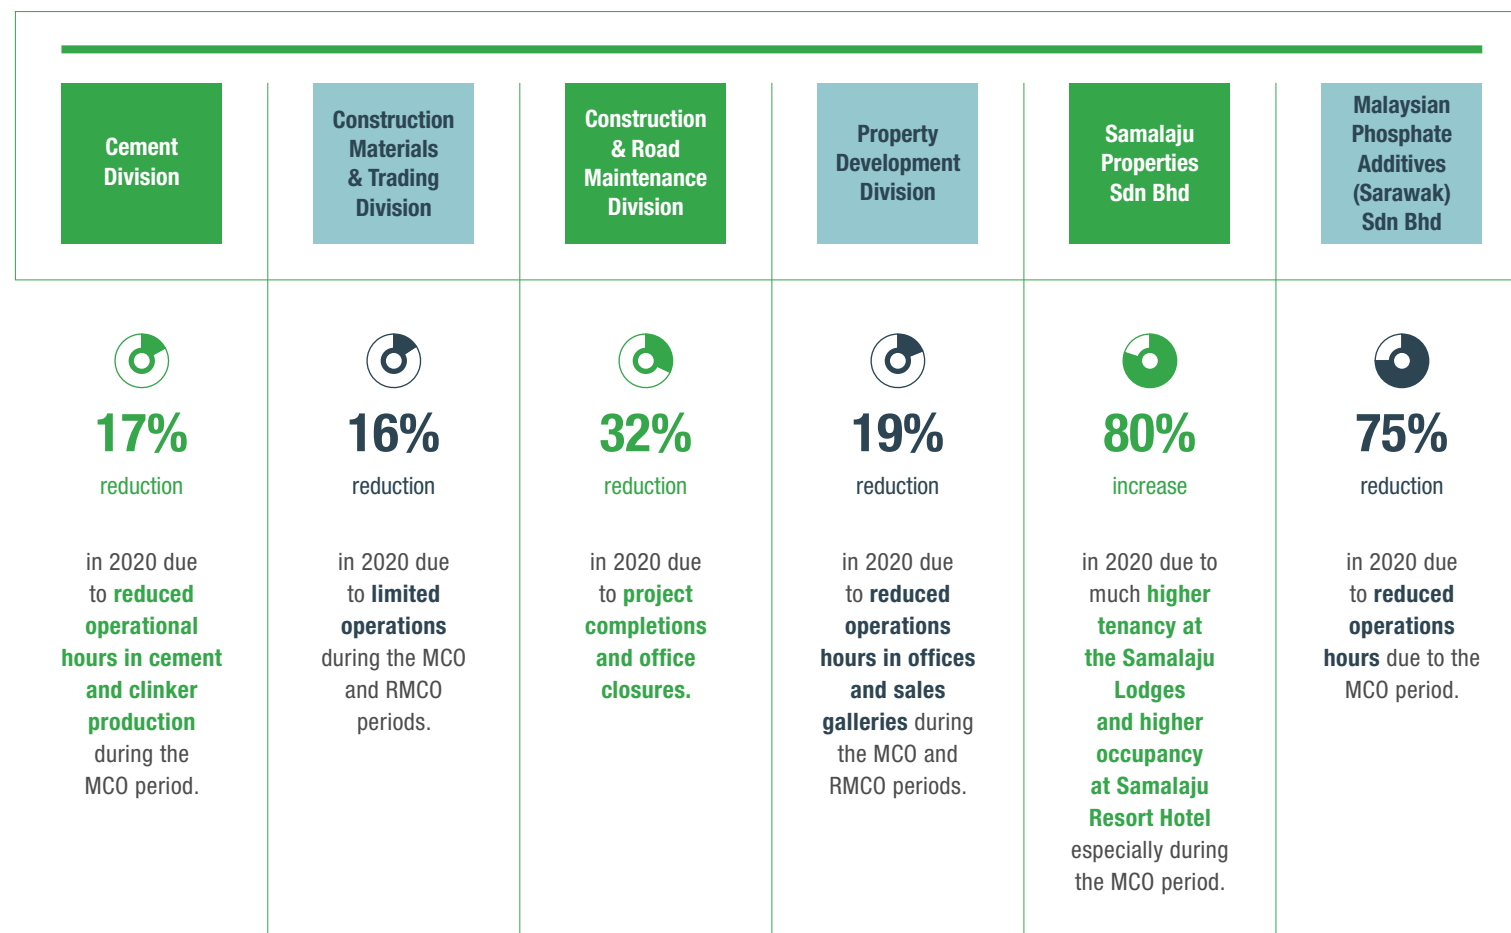 Cement
Division
Construction
Materials
& Trading
Division
Construction
& Road
Maintenance
Division
Property
Development
Division
Samalaju
Properties
Sdn Bhd
Malaysian
Phosphate
Additives
(Sarawak)
Sdn Bhd
17%
reduction
in 2020 due
to reduced
operational
hours in cement
and clinker
production
during the
MCO period.
16%
reduction
in 2020 due
to limited
operations
during the MCO
and RMCO
periods.
32%
reduction
in 2020 due
to project
completions
and office
closures.
19%
reduction
in 2020 due
to reduced
operations
hours in offices
and sales
galleries during
the MCO and
RMCO periods.
80%
increase
in 2020 due to
much higher
tenancy at
the Samalaju
Lodges
and higher
occupancy
at Samalaju
Resort Hotel
especially during
the MCO period.
75%
reduction
in 2020 due
to reduced
operations
hours due to the
MCO period.